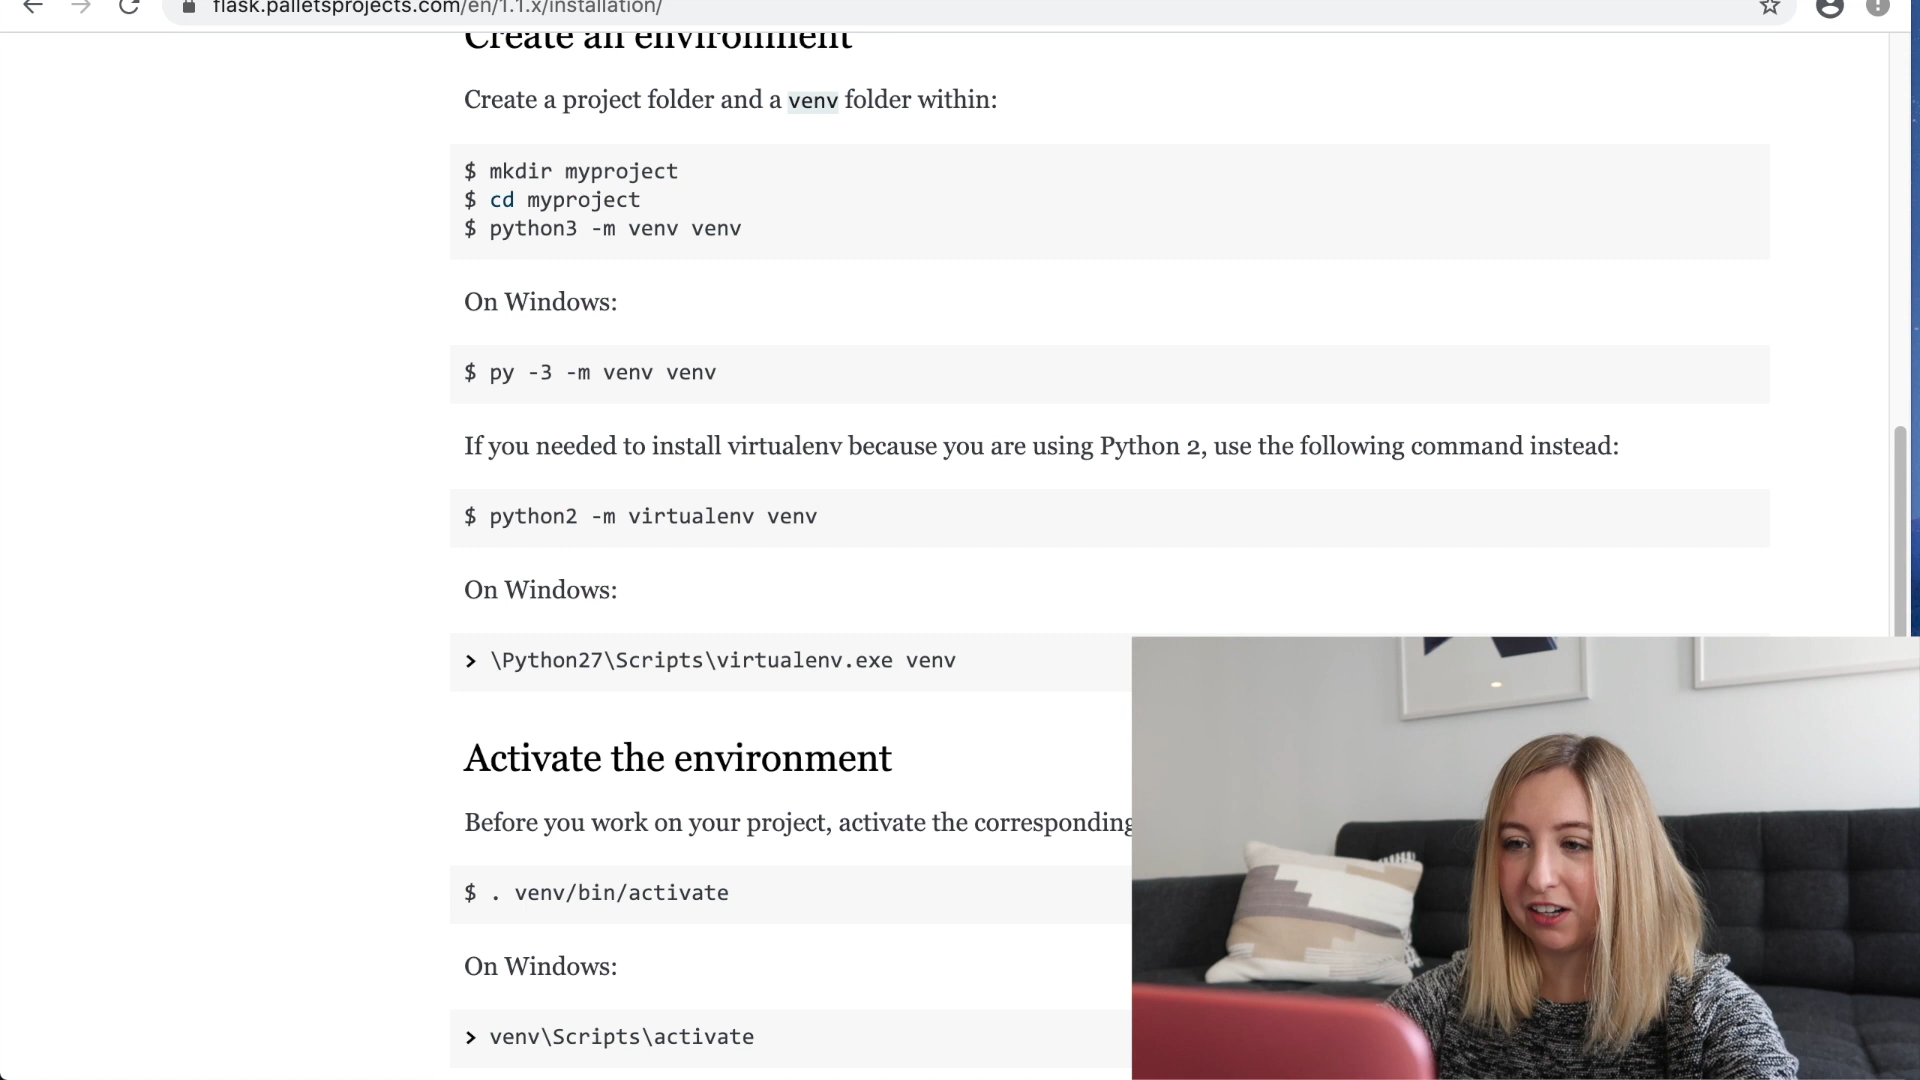 flask.palletsprojects.com/en/1.1.x/installation/
Create an environment
Create a project folder and a venv folder within:
$ mkdir myproject
$ cd myproject
$ python3 -m venv venv
On Windows:
$ py -3 -m venv venv
If you needed to install virtualenv because you are using Python 2, use the following command instead:
$ python2 -m virtualenv venv
On Windows:
> \Python27\Scripts\virtualenv.exe venv
Activate the environment
Before you work on your project, activate the corresponding
$ . venv/bin/activate
On Windows:
> venv\Scripts\activate